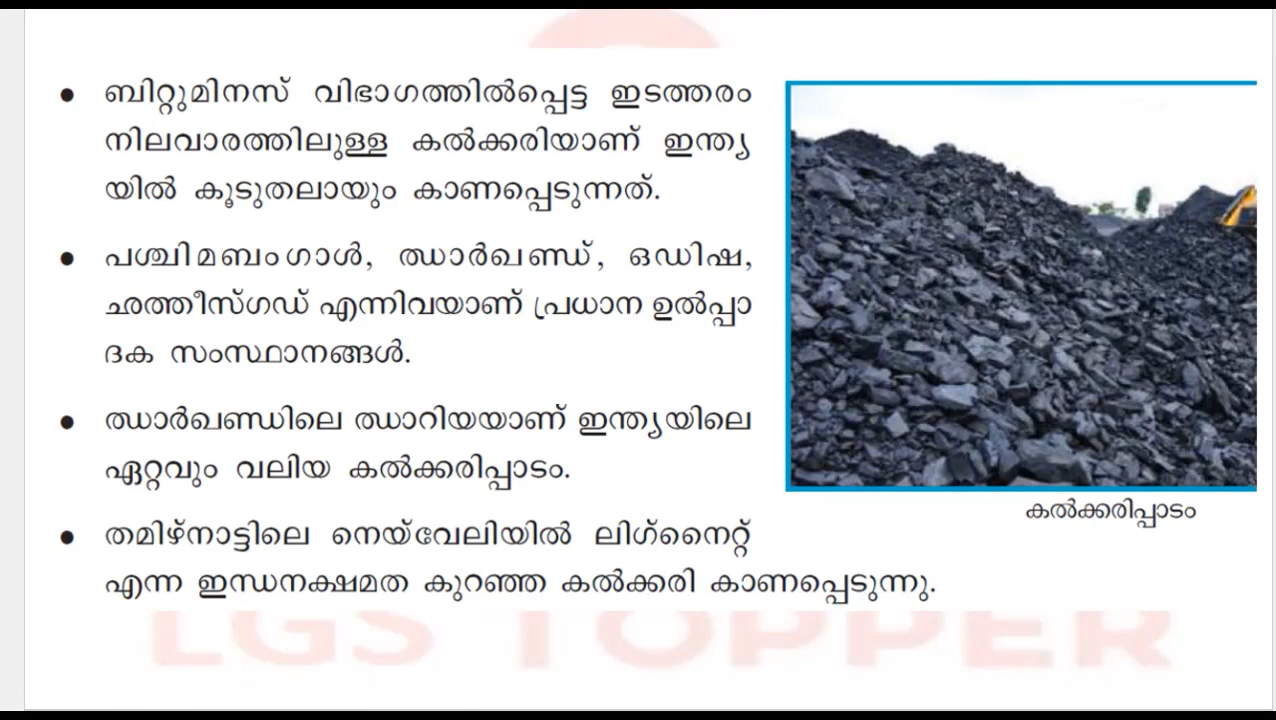 • ബിറ്റുമിനസ് വിഭാഗത്തിൽപ്പെട്ട ഇടത്തരം
നിലവാരത്തിലുള്ള കൽക്കരിയാണ് ഇന്ത്യ
യിൽ കൂടുതലായും കാണപ്പെടുന്നത്.
• പശ്ചിമബംഗാൾ, ഝാർഖണ്ഡ്, ഒഡിഷ,
ഛത്തീസ്ഗഡ് എന്നിവയാണ് പ്രധാന ഉൽപ്പാ
ദക സംസ്ഥാനങ്ങൾ.
• ഝാർഖണ്ഡിലെ ഝാറിയയാണ് ഇന്ത്യയിലെ
ഏറ്റവും വലിയ കൽക്കരിപ്പാടം.
• തമിഴ്നാട്ടിലെ നെയ്‌വേലിയിൽ ലിഗ്നൈറ്റ്
എന്ന ഇന്ധനക്ഷമത കുറഞ്ഞ കൽക്കരി കാണപ്പെടുന്നു.
കൽക്കരിപ്പാടം
LGS TOPPER